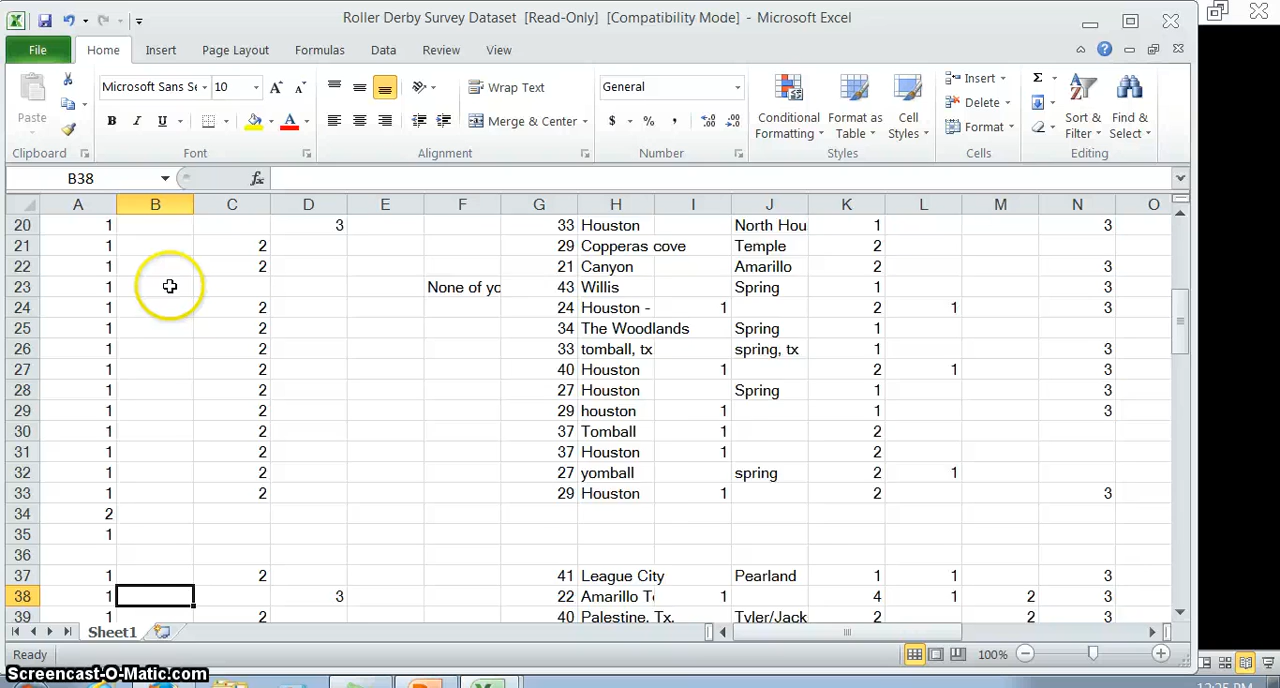 Roller Derby Survey Dataset [Read-Only] [Compatibility Mode] - Microsoft Excel
File Home Insert Page Layout Formulas Data Review View
Paste
Microsoft Sans Se 10
B I U
Wrap Text
Merge & Center
General
$ % , .00 .0
Conditional Formatting
Format as Table
Cell Styles
Insert
Delete
Format
Σ
Sort & Filter
Find & Select
Clipboard Font Alignment Number Styles Cells Editing
B38 fx
A B C D E F G H I J K L M N O
20 1 3 33 Houston North Hou 1 3
21 1 2 29 Copperas cove Temple 2
22 1 2 21 Canyon Amarillo 2 3
23 1 None of yo 43 Willis Spring 1 3
24 1 2 24 Houston - 1 2 1 3
25 1 2 34 The Woodlands Spring 1
26 1 2 33 tomball, tx spring, tx 1 3
27 1 2 40 Houston 1 2 1 3
28 1 2 27 Houston Spring 1 3
29 1 2 29 houston 1 1 3
30 1 2 37 Tomball 1 2
31 1 2 37 Houston 1 2
32 1 2 27 yomball spring 2 1
33 1 2 29 Houston 1 2 3
34 2
35 1
36
37 1 2 41 League City Pearland 1 1 3
38 1 3 22 Amarillo T 1 4 1 2 3
39 1 2 40 Palestine, Tx. Tyler/Jack 2 3
Sheet1
Ready 100%
Screencast-O-Matic.com